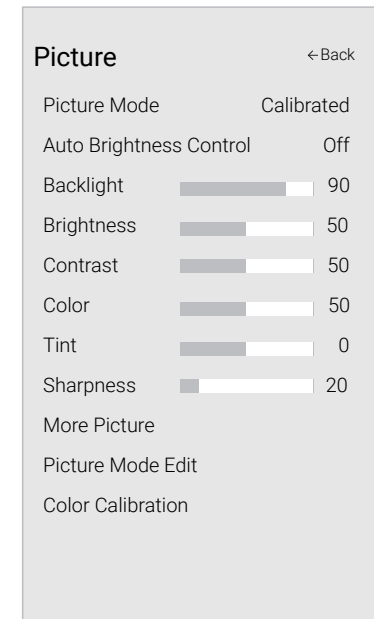 Picture ←Back
Picture Mode Calibrated
Auto Brightness Control Off
Backlight 90
Brightness 50
Contrast 50
Color 50
Tint 0
Sharpness 20
More Picture
Picture Mode Edit
Color Calibration